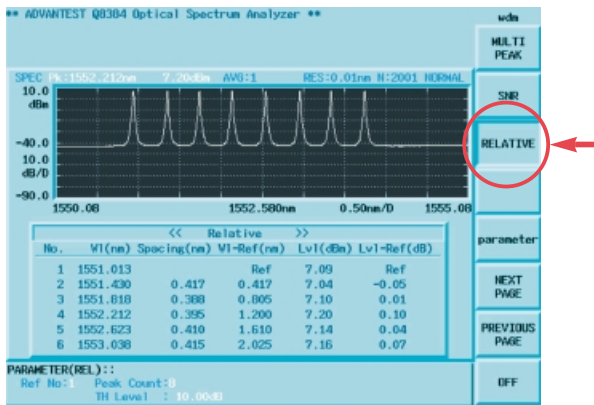 ** ADVANTEST Q8384 Optical Spectrum Analyzer **
wdm
MULTI
PEAK
SPEC Pk:1552.212nm 7.20dBm AVG:1 RES:0.01nm N:2001 NORMAL
SNR
10.0
dBm
RELATIVE
-40.0
10.0
dB/D
-90.0
1550.08 1552.580nm 0.50nm/D 1555.08
<< Relative >>
parameter
No. Wl(nm) Spacing(nm) Wl-Ref(nm) Lvl(dBm) Lvl-Ref(dB)
1 1551.013 Ref 7.09 Ref
2 1551.430 0.417 0.417 7.04 -0.05
3 1551.818 0.388 0.805 7.10 0.01
4 1552.212 0.395 1.200 7.20 0.10
5 1552.623 0.410 1.610 7.14 0.04
6 1553.038 0.415 2.025 7.16 0.07
NEXT
PAGE
PREVIOUS
PAGE
PARAMETER(REL)::
Ref No:1 Peak Count:8
TH Level : 10.00dB
OFF